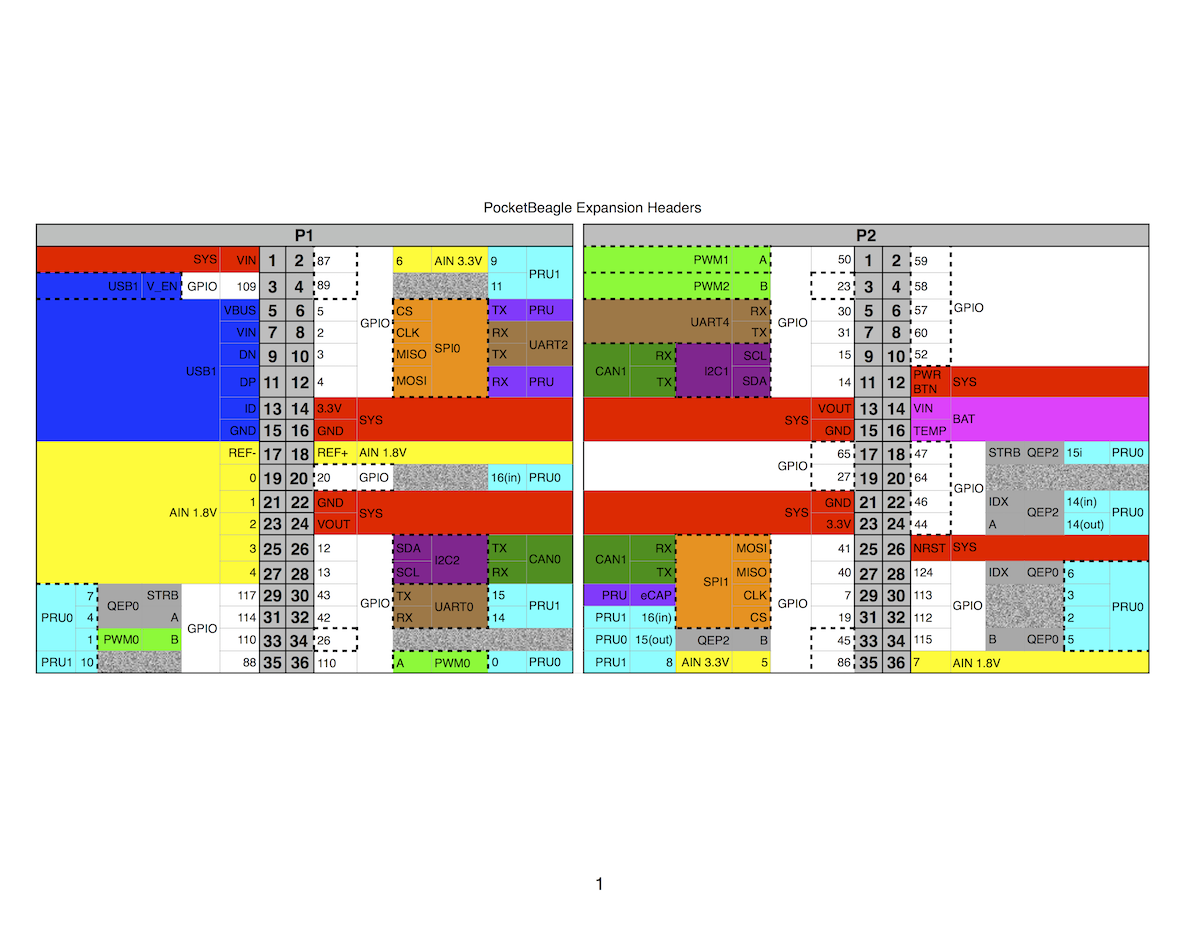 PocketBeagle Expansion Headers
P1 P2
SYS VIN 1 2 87 6 AIN 3.3V 9 PWM1 A 50 1 2 59
PRU1
USB1 V_EN GPIO 109 3 4 89 11 PWM2 B 23 3 4 58
VBUS 5 6 5 CS TX PRU RX 30 5 6 57 GPIO
GPIO UART4 GPIO
VIN 7 8 2 CLK RX TX 31 7 8 60
SPI0 UART2
DN 9 10 3 MISO TX RX SCL 15 9 10 52
USB1 CAN1 I2C1
DP 11 12 4 MOSI RX PRU TX SDA 14 11 12 PWR BTN SYS
ID 13 14 3.3V VOUT 13 14 VIN
SYS SYS BAT
GND 15 16 GND GND 15 16 TEMP
REF- 17 18 REF+ AIN 1.8V 65 17 18 47 STRB QEP2 15i PRU0
GPIO
0 19 20 20 GPIO 16(in) PRU0 27 19 20 64
GPIO
1 21 22 GND GND 21 22 46 IDX 14(in)
AIN 1.8V SYS SYS QEP2 PRU0
2 23 24 VOUT 3.3V 23 24 44 A 14(out)
3 25 26 12 SDA TX RX MOSI 41 25 26 NRST SYS
I2C2 CAN0 CAN1
4 27 28 13 SCL RX TX MISO 40 27 28 124 IDX QEP0 6
SPI1
7 STRB 117 29 30 43 TX 15 PRU eCAP CLK 7 29 30 113 3
QEP0 GPIO UART0 PRU1 GPIO GPIO PRU0
PRU0 4 A 114 31 32 42 RX 14 PRU1 16(in) CS 19 31 32 112 2
GPIO
1 PWM0 B 110 33 34 26 PRU0 15(out) QEP2 B 45 33 34 115 B QEP0 5
PRU1 10 88 35 36 110 A PWM0 0 PRU0 PRU1 8 AIN 3.3V 5 86 35 36 7 AIN 1.8V
1